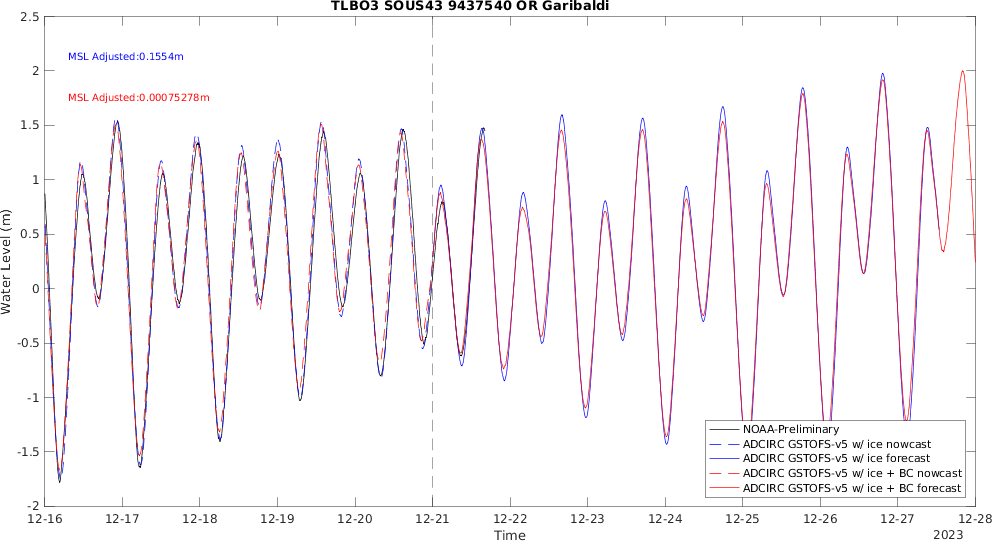 TLBO3 SOUS43 9437540 OR Garibaldi
2.5
2
1.5
1
0.5
0
-0.5
-1
-1.5
-2
Water Level (m)
MSL Adjusted:0.1554m
MSL Adjusted:0.00075278m
NOAA-Preliminary
ADCIRC GSTOFS-v5 w/ ice nowcast
ADCIRC GSTOFS-v5 w/ ice forecast
ADCIRC GSTOFS-v5 w/ ice + BC nowcast
ADCIRC GSTOFS-v5 w/ ice + BC forecast
12-16 12-17 12-18 12-19 12-20 12-21 12-22 12-23 12-24 12-25 12-26 12-27 12-28
Time
2023